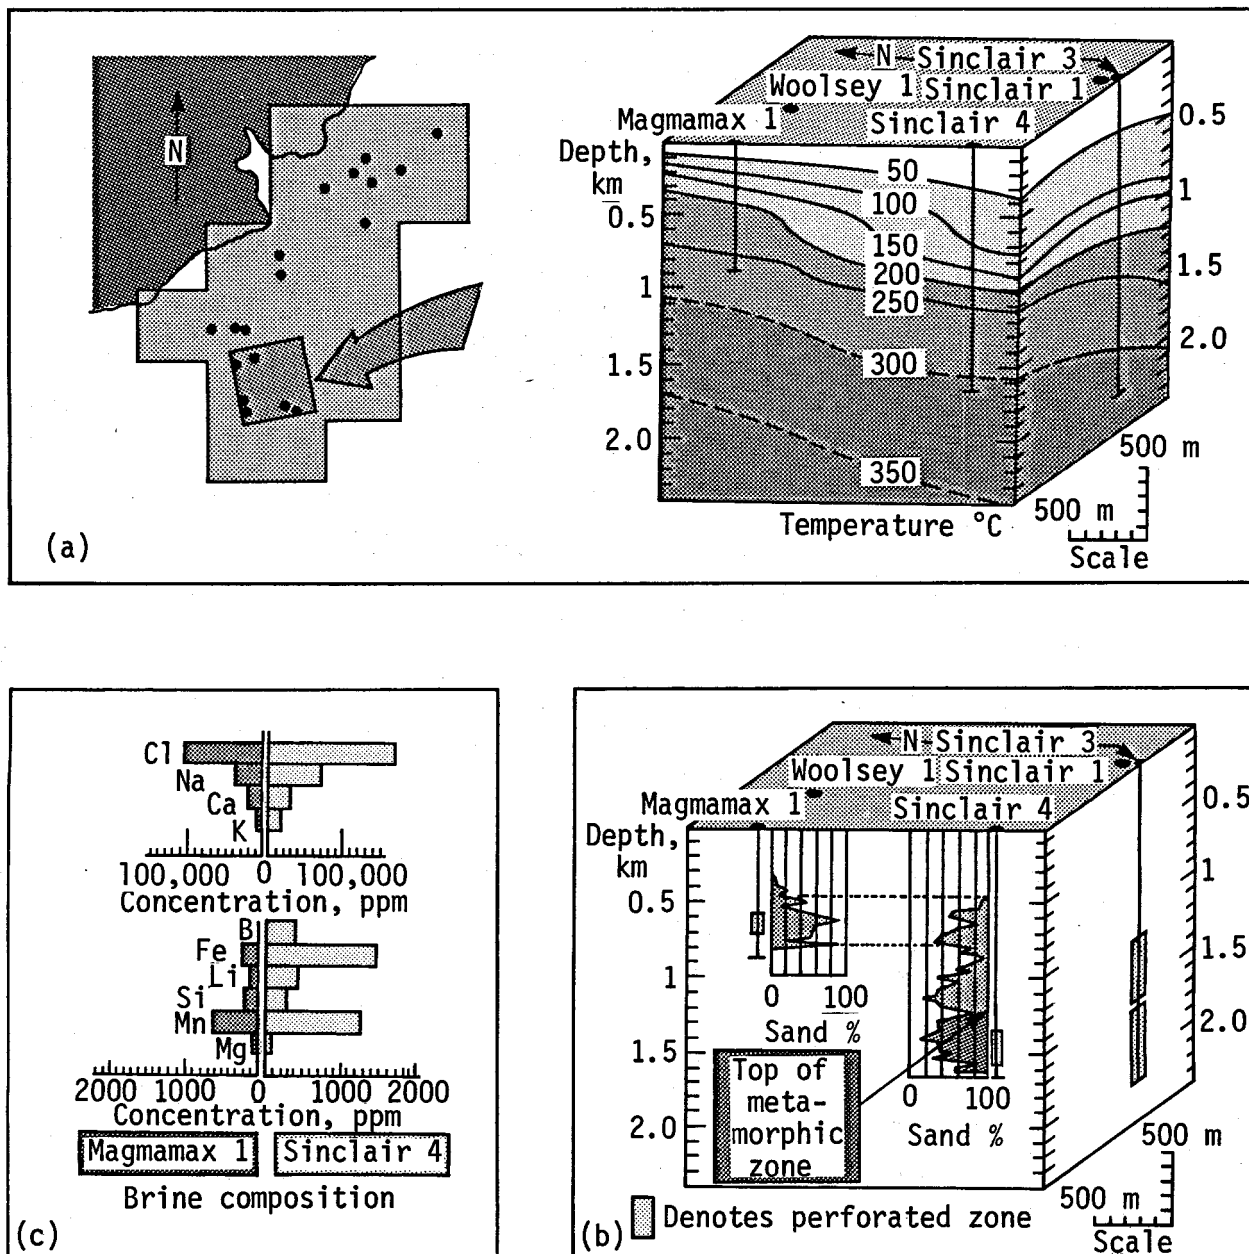 N
(a)
N Sinclair 3
Woolsey 1 Sinclair 1
Magmamax 1 Sinclair 4
Depth, km
0.5
1
1.5
2.0
50
100
150
200
250
300
350
0.5
1
1.5
2.0
Temperature °C
500 m
500 m
Scale
Cl
Na
Ca
K
100,000 0 100,000
Concentration, ppm
B
Fe
Li
Si
Mn
Mg
2000 1000 0 1000 2000
Concentration, ppm
Magmamax 1 Sinclair 4
Brine composition
(c)
N-Sinclair 3
Woolsey 1 Sinclair 1
Magmamax 1 Sinclair 4
Depth, km
0.5
1
1.5
2.0
0 100
Sand %
0 100
Sand %
Top of
meta-
morphic
zone
0.5
1
1.5
2.0
500 m
500 m
Scale
Denotes perforated zone
(b)